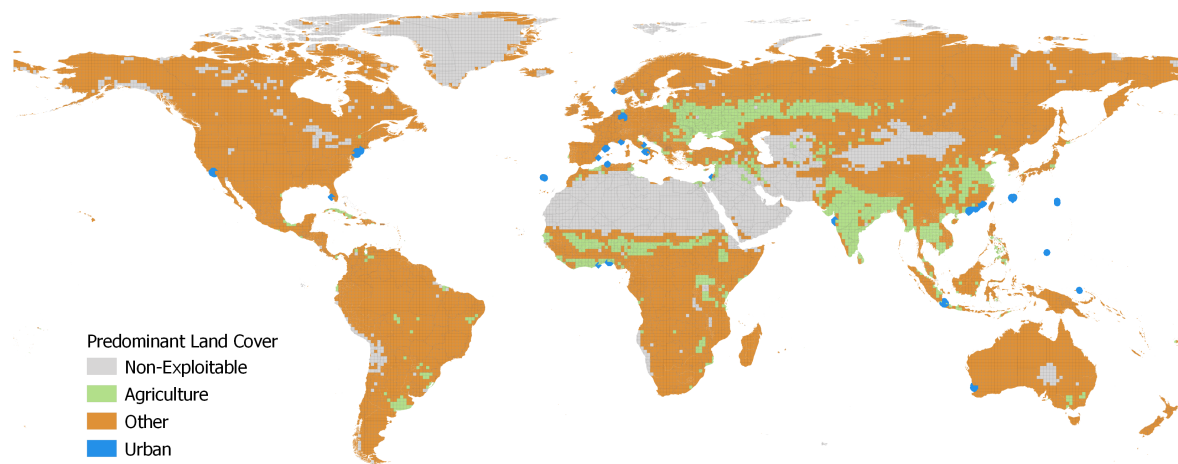 Predominant Land Cover
Non-Exploitable
Agriculture
Other
Urban